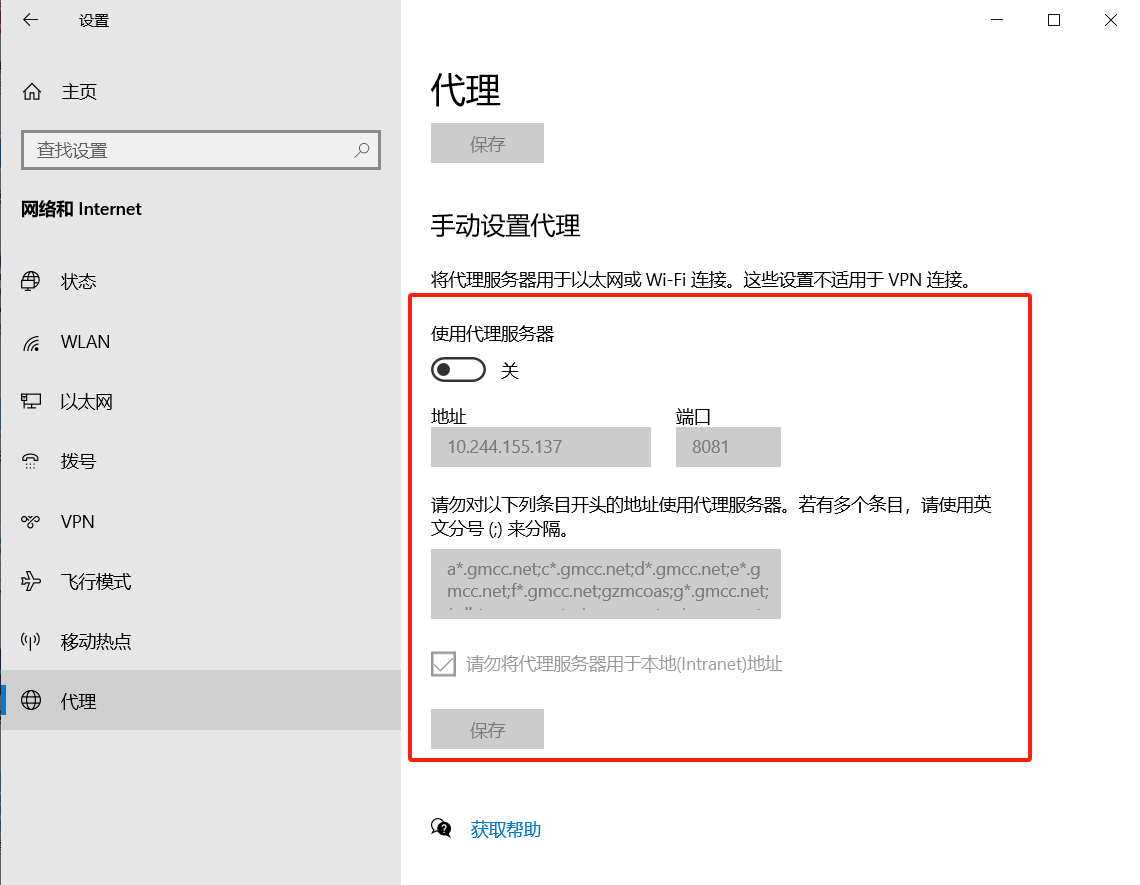 设置
主页
查找设置
网络和 Internet
状态
WLAN
以太网
拨号
VPN
飞行模式
移动热点
代理
代理
保存
手动设置代理
将代理服务器用于以太网或 Wi-Fi 连接。这些设置不适用于 VPN 连接。
使用代理服务器
关
地址 端口
10.244.155.137 8081
请勿对以下列条目开头的地址使用代理服务器。若有多个条目，请使用英
文分号 (;) 来分隔。
a*.gmcc.net;c*.gmcc.net;d*.gmcc.net;e*.g
mcc.net;f*.gmcc.net;gzmcoas;g*.gmcc.net;
请勿将代理服务器用于本地(Intranet)地址
保存
获取帮助